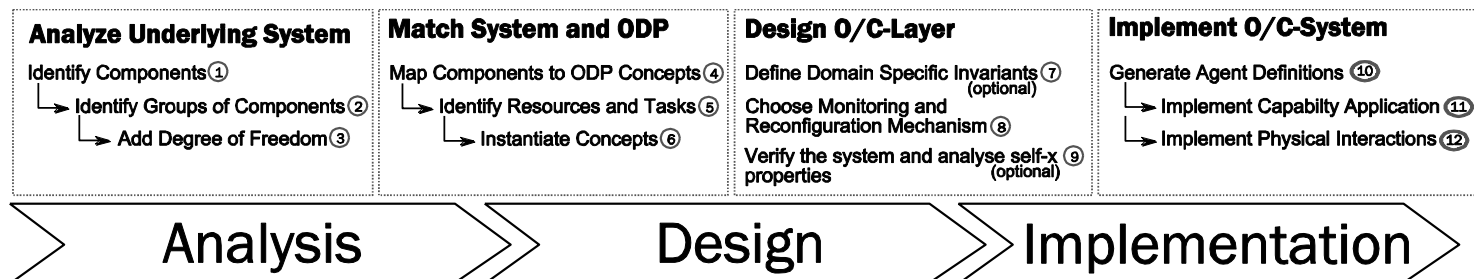 Analyze Underlying System
Identify Components 1
Identify Groups of Components 2
Add Degree of Freedom 3
Match System and ODP
Map Components to ODP Concepts 4
Identify Resources and Tasks 5
Instantiate Concepts 6
Design O/C-Layer
Define Domain Specific Invariants 7
(optional)
Choose Monitoring and
Reconfiguration Mechanism 8
Verify the system and analyse self-x 9
properties (optional)
Implement O/C-System
Generate Agent Definitions 10
Implement Capabilty Application 11
Implement Physical Interactions 12
Analysis
Design
Implementation